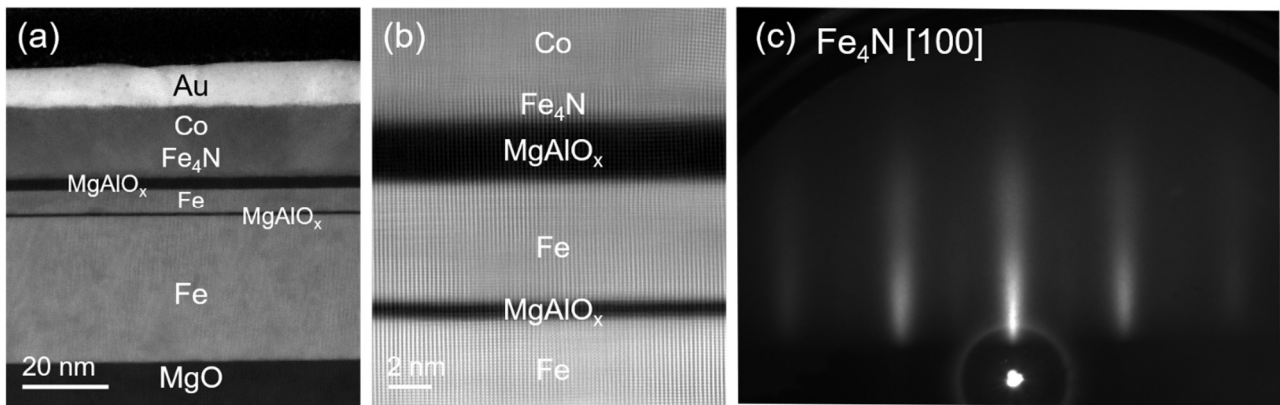 (a)
Au
Co
Fe₄N
MgAlOₓ
Fe
MgAlOₓ
Fe
20 nm
MgO
(b)
Co
Fe₄N
MgAlOₓ
Fe
MgAlOₓ
Fe
2 nm
(c) Fe₄N [100]